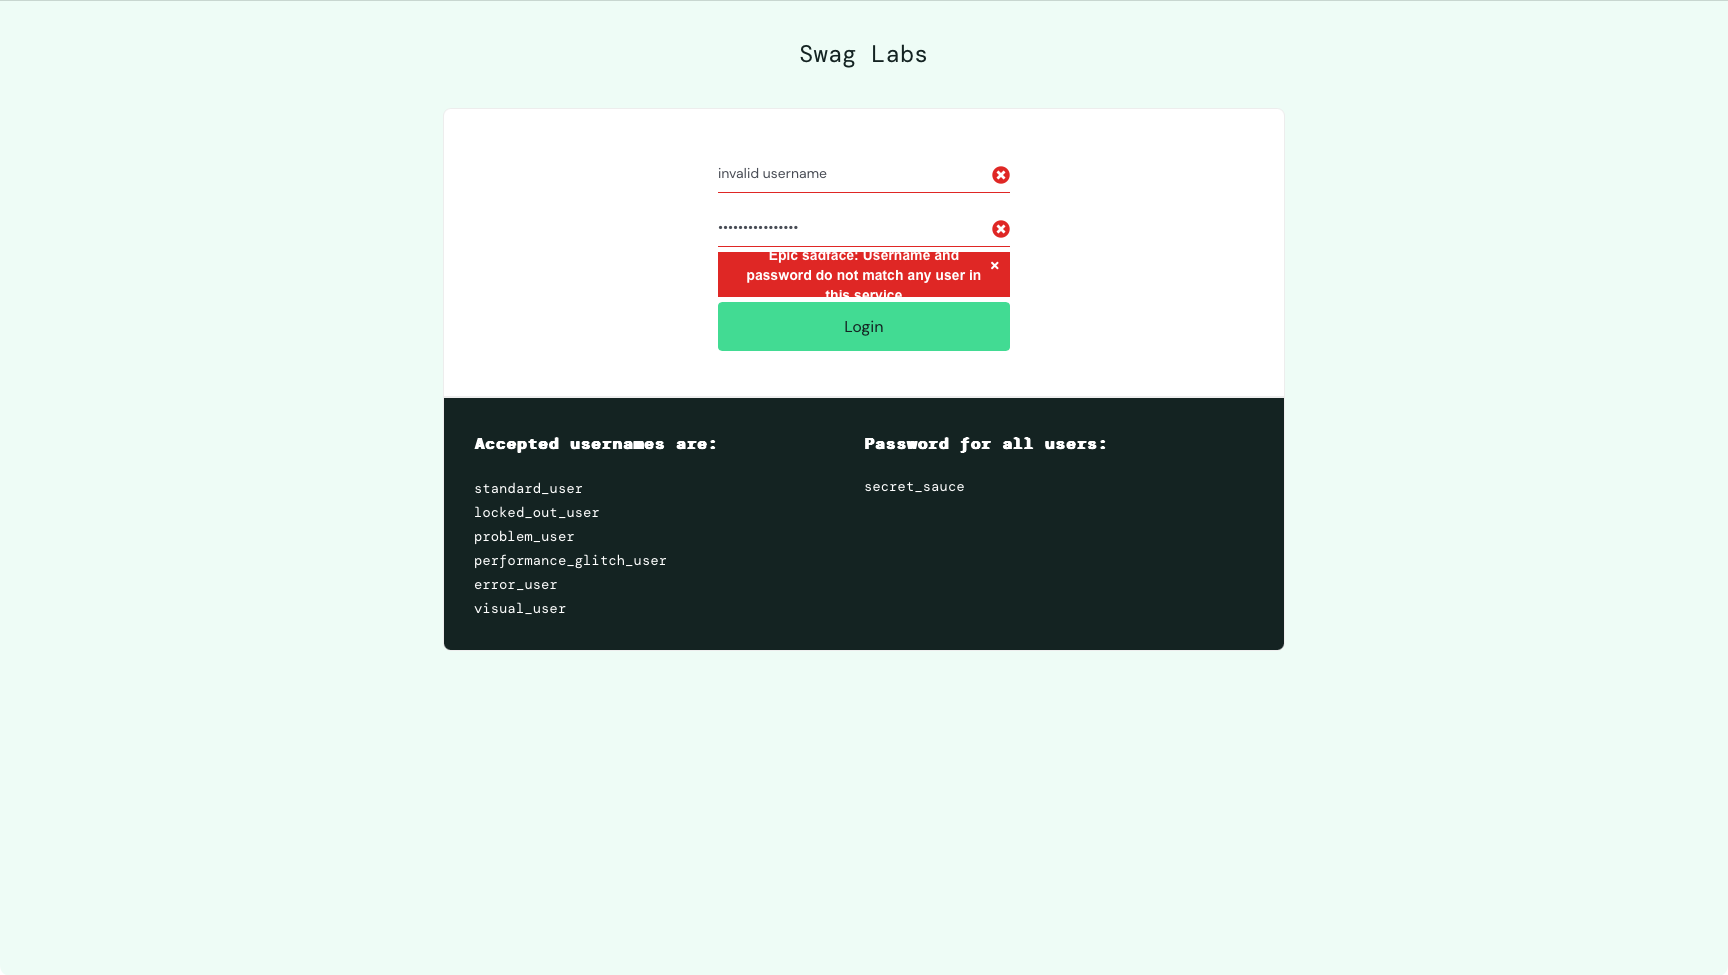 Swag Labs
invalid username
••••••••••••••••
Epic sadface: Username and
password do not match any user in
this service
Login
Accepted usernames are:
standard_user
locked_out_user
problem_user
performance_glitch_user
error_user
visual_user
Password for all users:
secret_sauce